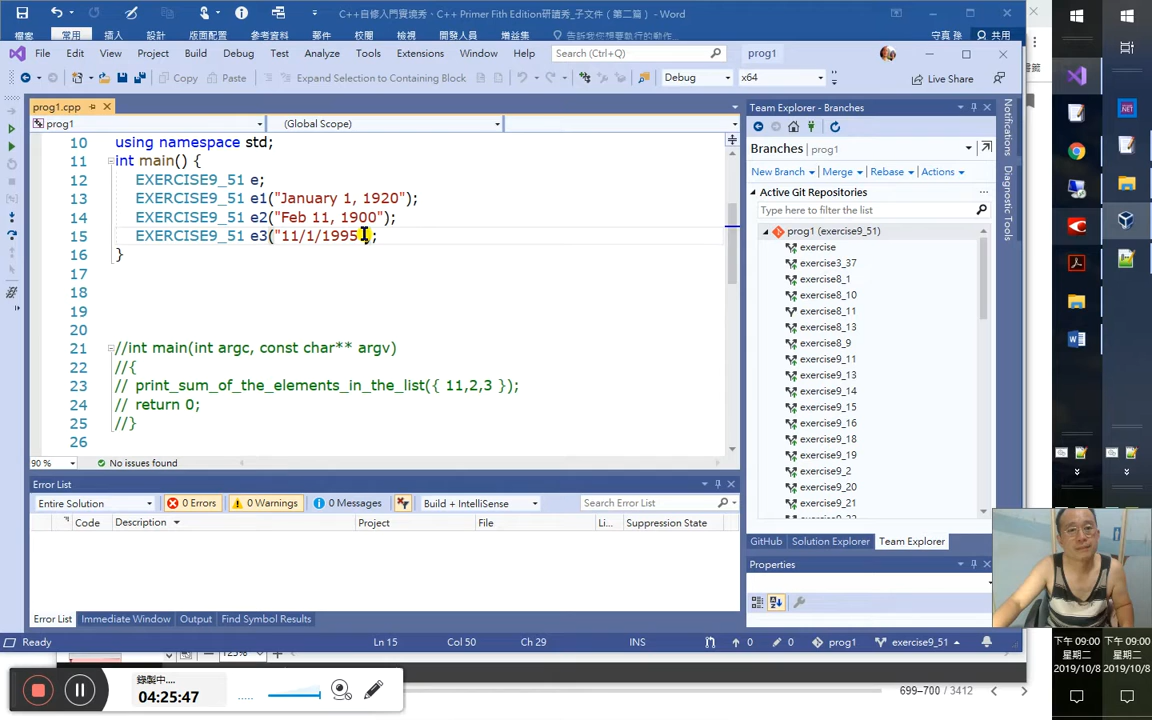 C++自修入門實境秀、C++ Primer Fifth Edition研讀秀_子文件（第二篇） - Word
檔案 常用 插入 設計 版面配置 參考資料 郵件 校閱 檢視 開發人員 增益集 告訴我您想要執行的動作... 守真 孫 共用
File Edit View Project Build Debug Test Analyze Tools Extensions Window Help Search (Ctrl+Q) prog1
Copy Paste Expand Selection to Containing Block Debug x64 Live Share
prog1.cpp
prog1 (Global Scope)
10 using namespace std;
11 int main() {
12 EXERCISE9_51 e;
13 EXERCISE9_51 e1("January 1, 1920");
14 EXERCISE9_51 e2("Feb 11, 1900");
15 EXERCISE9_51 e3("11/1/1995");
16 }
17
18
19
20
21 //int main(int argc, const char** argv)
22 //{
23 // print_sum_of_the_elements_in_the_list({ 11,2,3 });
24 // return 0;
25 //}
26
90 % No issues found
Error List
Entire Solution 0 Errors 0 Warnings 0 Messages Build + IntelliSense Search Error List
Code Description Project File Li... Suppression State
Error List Immediate Window Output Find Symbol Results
Team Explorer - Branches
Branches prog1
New Branch Merge Rebase Actions
Active Git Repositories
Type here to filter the list
prog1 (exercise9_51)
exercise
exercise3_37
exercise8_1
exercise8_10
exercise8_11
exercise8_13
exercise8_9
exercise9_11
exercise9_13
exercise9_14
exercise9_15
exercise9_16
exercise9_18
exercise9_19
exercise9_2
exercise9_20
exercise9_21
GitHub Solution Explorer Team Explorer
Properties
Notifications
Diagnostic Tools
Ready Ln 15 Col 50 Ch 29 INS 0 0 prog1 exercise9_51
125%
錄製中....
04:25:47
699–700 / 3412
下午 09:00
星期二
2019/10/8
下午 09:00
星期二
2019/10/8